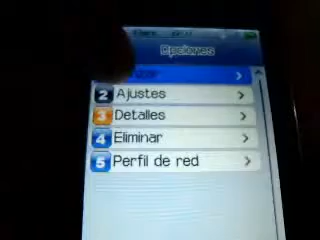 Opciones
2 Ajustes
3 Detalles
4 Eliminar
5 Perfil de red